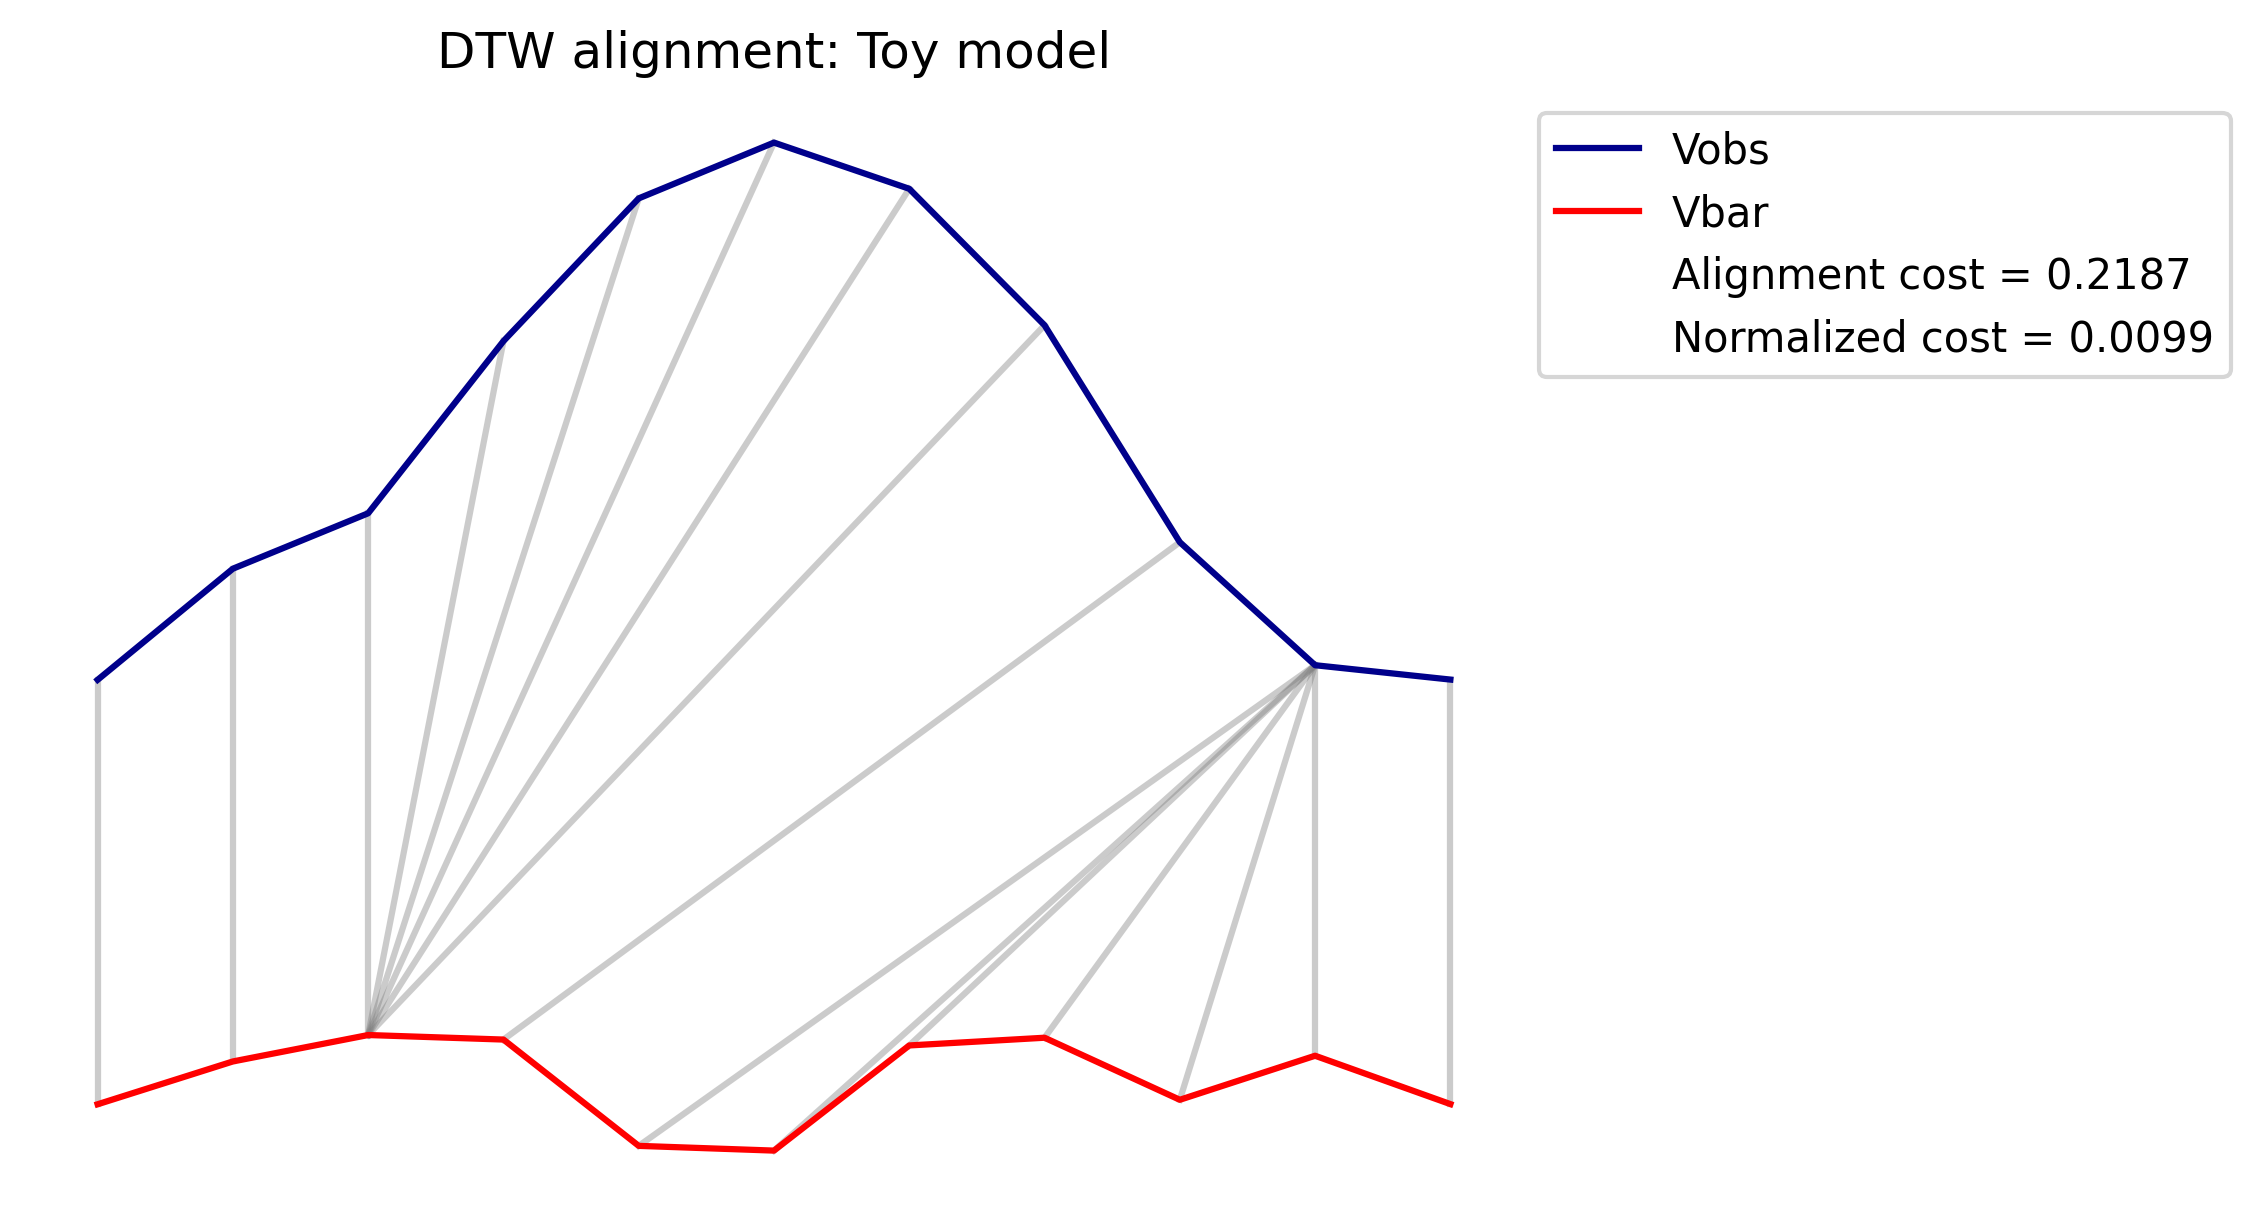 DTW alignment: Toy model
Vobs
Vbar
Alignment cost = 0.2187
Normalized cost = 0.0099